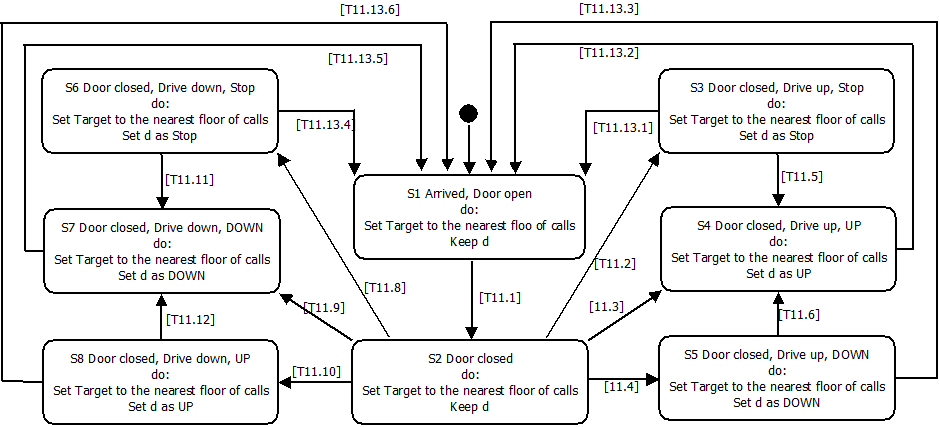 [T11.13.6]
[T11.13.3]
[T11.13.5]
[T11.13.2]
S6 Door closed, Drive down, Stop
do:
Set Target to the nearest floor of calls
Set d as Stop
[T11.13.4]
[T11.13.1]
S3 Door closed, Drive up, Stop
do:
Set Target to the nearest floor of calls
Set d as Stop
[T11.11]
[T11.5]
S1 Arrived, Door open
do:
Set Target to the nearest floo of calls
Keep d
S7 Door closed, Drive down, DOWN
do:
Set Target to the nearest floor of calls
Set d as DOWN
S4 Door closed, Drive up, UP
do:
Set Target to the nearest floor of calls
Set d as UP
[T11.8]
[T11.2]
[T11.9]
[T11.1]
[11.3]
[T11.12]
[T11.6]
S8 Door closed, Drive down, UP
do:
Set Target to the nearest floor of calls
Set d as UP
[T11.10]
S2 Door closed
do:
Set Target to the nearest floor of calls
Keep d
[11.4]
S5 Door closed, Drive up, DOWN
do:
Set Target to the nearest floor of calls
Set d as DOWN